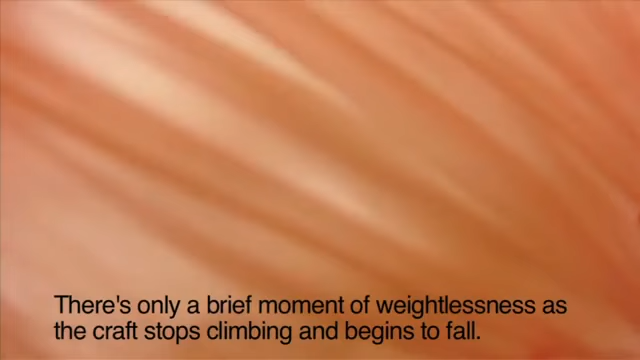 There's only a brief moment of weightlessness as
the craft stops climbing and begins to fall.